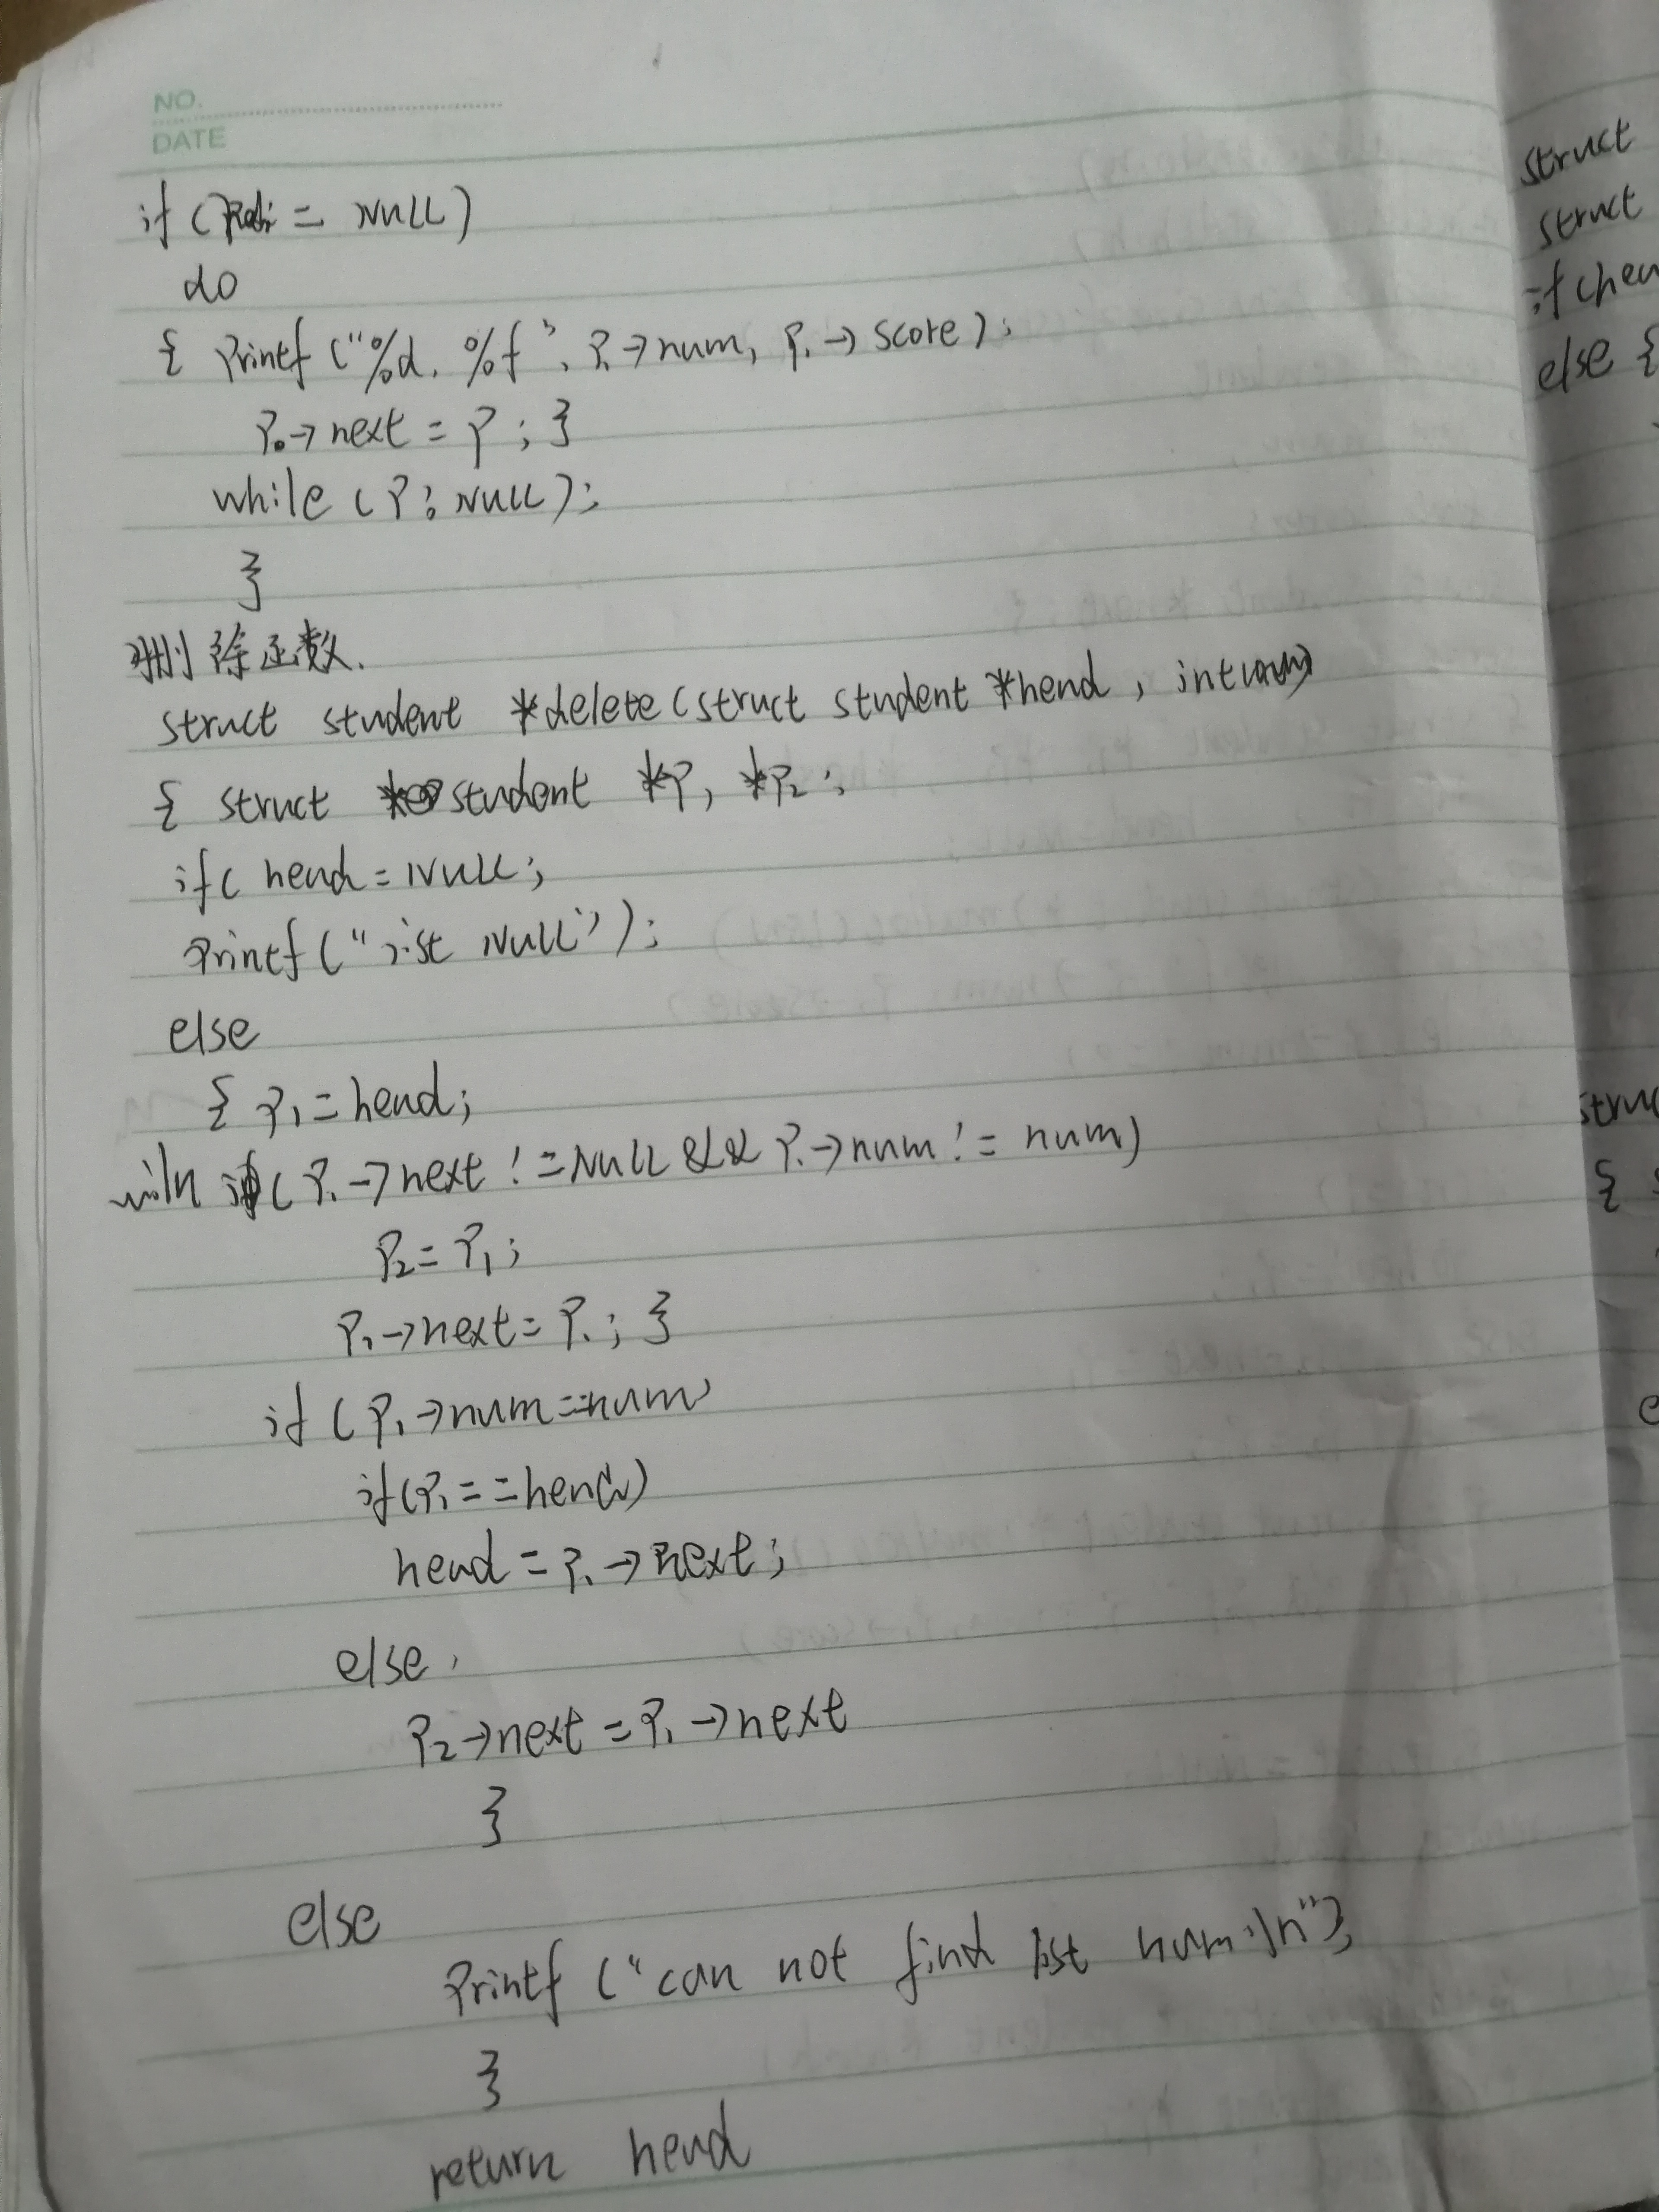 NO.
DATE
if ( = NULL)
do
{ Printf ("%d, %f", P1→num, P1→score);
P0→next = P; }
while (P; NULL);
}
删除函数.
struct student *delete(struct student *head, int num)
{ struct student *P1, *P2;
if( head = NULL;
Printf("list NULL");
else
{ P1 = head;
( P1→next != NULL && P1→num != num)
P2 = P1;
P1→next = P1; }
if (P1→num==num
if(P1==head)
head = P1→next;
else
P2→next = P1→next
}
else
Printf ("can not find list num:\n");
}
return head
struct
struct
if (hea
else {
struc
{
e